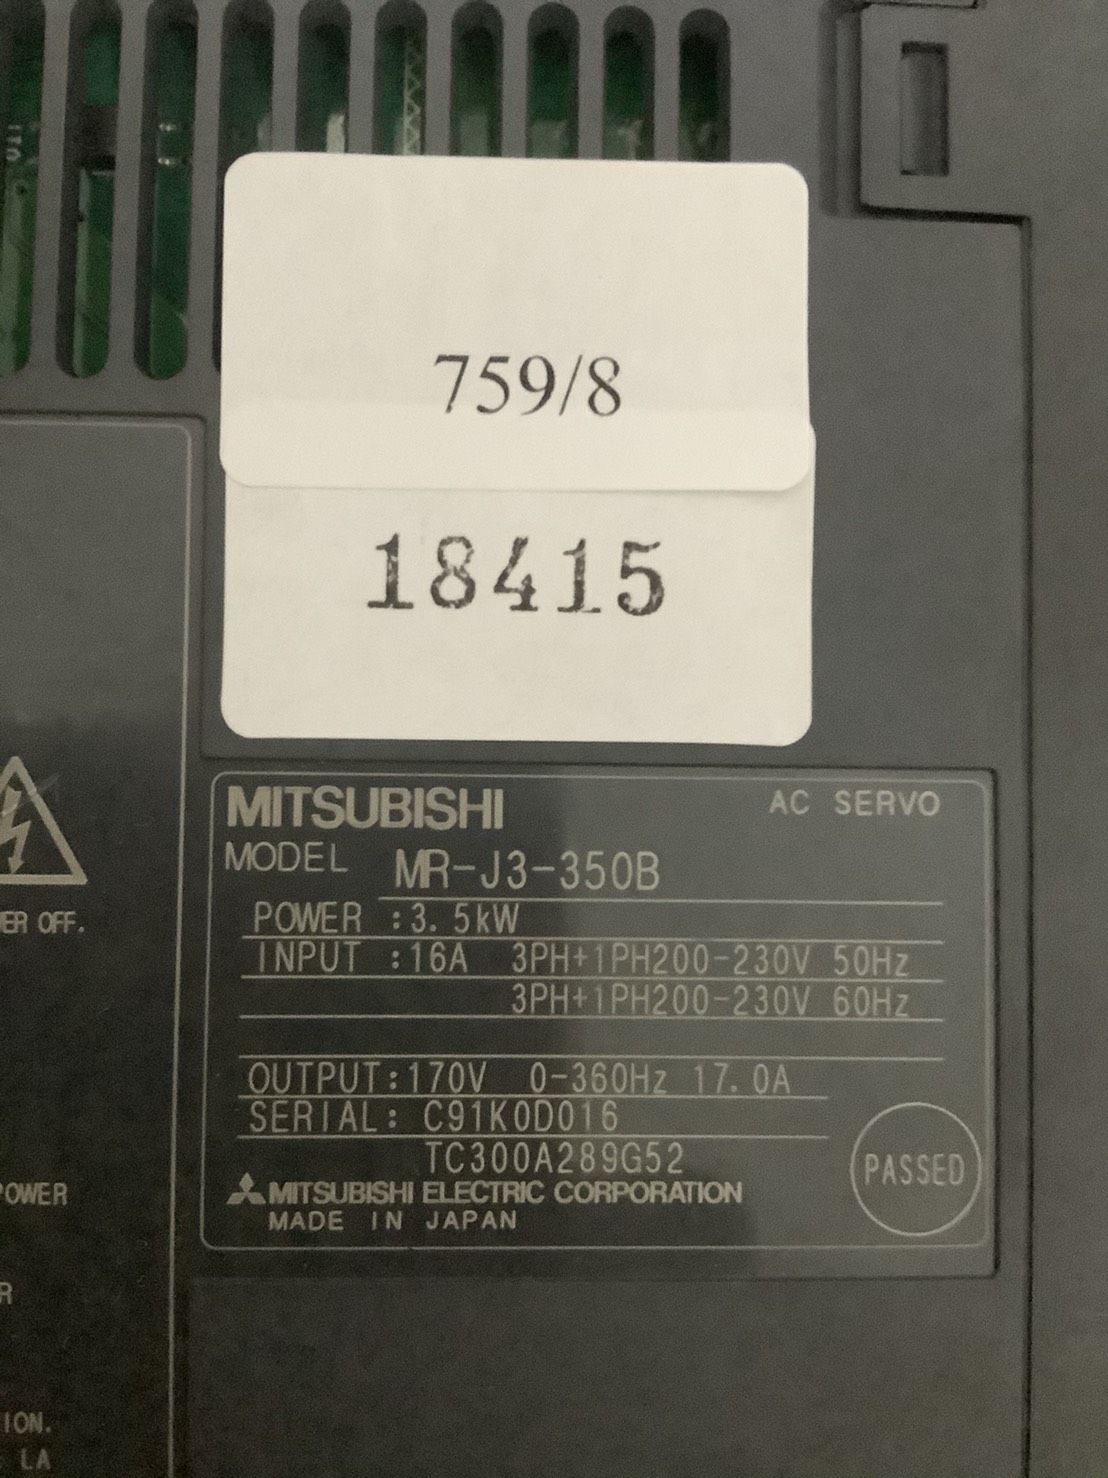 759/8
18415
MITSUBISHI AC SERVO
MODEL MR-J3-350B
POWER :3.5kW
INPUT :16A 3PH+1PH200-230V 50Hz
3PH+1PH200-230V 60Hz
OUTPUT:170V 0-360Hz 17.0A
SERIAL: C91K0D016
TC300A289G52
PASSED
MITSUBISHI ELECTRIC CORPORATION
MADE IN JAPAN
ER OFF.
POWER
R
ION.
LA